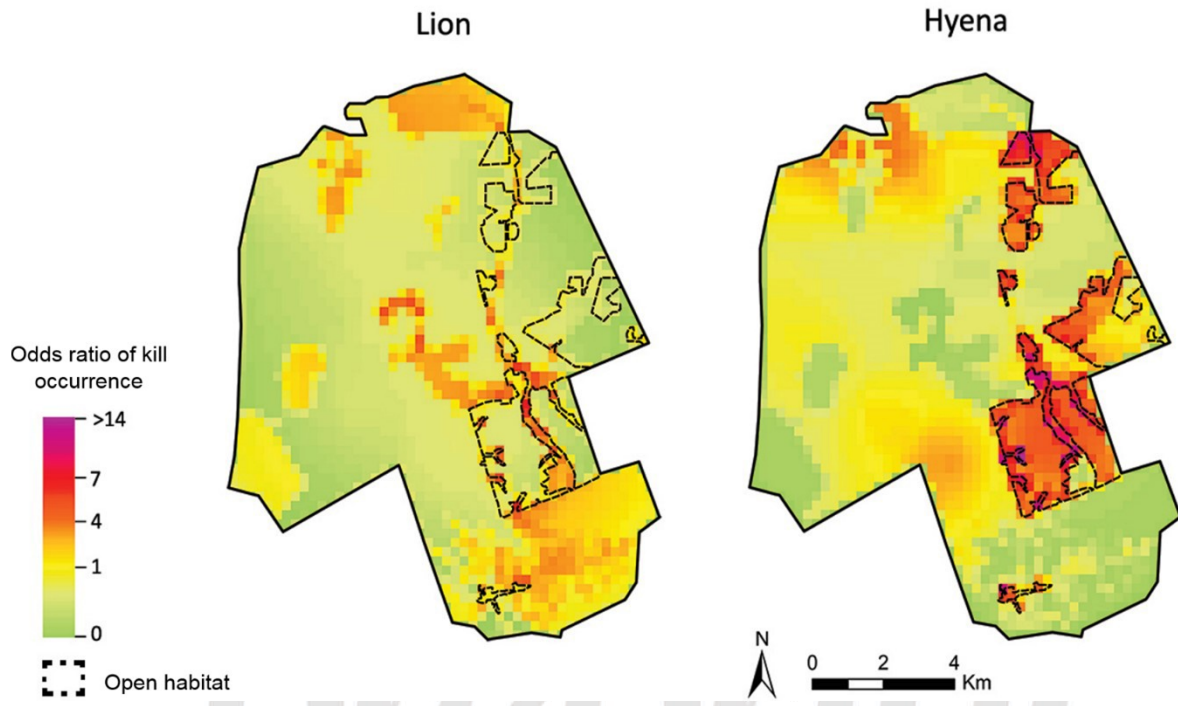 Lion
Hyena
Odds ratio of kill
occurrence
>14
7
4
1
0
Open habitat
N
0 2 4
Km